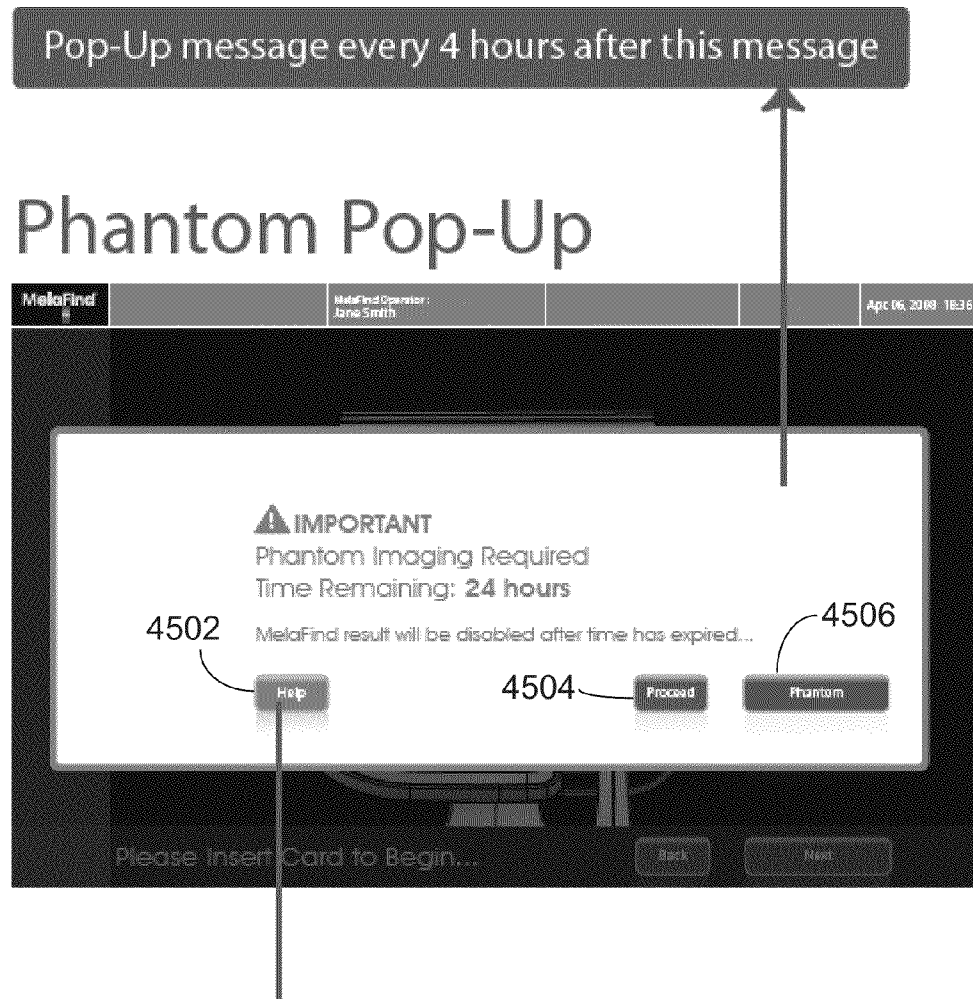 Pop-Up message every 4 hours after this message
Phantom Pop-Up
MelaFind
MelaFind Operator :
Jane Smith
Apr 06, 2008 18:36
IMPORTANT
Phantom Imaging Required
Time Remaining: 24 hours
MelaFind result will be disabled after time has expired...
4502
4504
4506
Help
Proceed
Phantom
Please Insert Card to Begin...
Back
Next